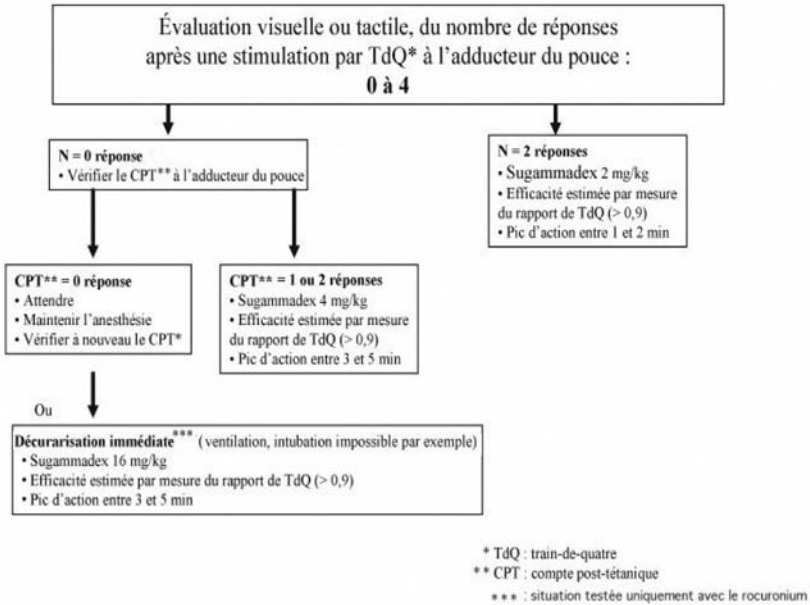 Évaluation visuelle ou tactile, du nombre de réponses
après une stimulation par TdQ* à l'adducteur du pouce :
0 à 4
N = 0 réponse
• Vérifier le CPT** à l'adducteur du pouce
N = 2 réponses
• Sugammadex 2 mg/kg
• Efficacité estimée par mesure
du rapport de TdQ (> 0,9)
• Pic d'action entre 1 et 2 min
CPT** = 0 réponse
• Attendre
• Maintenir l'anesthésie
• Vérifier à nouveau le CPT*
CPT** = 1 ou 2 réponses
• Sugammadex 4 mg/kg
• Efficacité estimée par mesure
du rapport de TdQ (> 0,9)
• Pic d'action entre 3 et 5 min
Ou
Décurarisation immédiate*** (ventilation, intubation impossible par exemple)
• Sugammadex 16 mg/kg
• Efficacité estimée par mesure du rapport de TdQ (> 0,9)
• Pic d'action entre 3 et 5 min
* TdQ : train-de-quatre
** CPT : compte post-tétanique
*** : situation testée uniquement avec le rocuronium